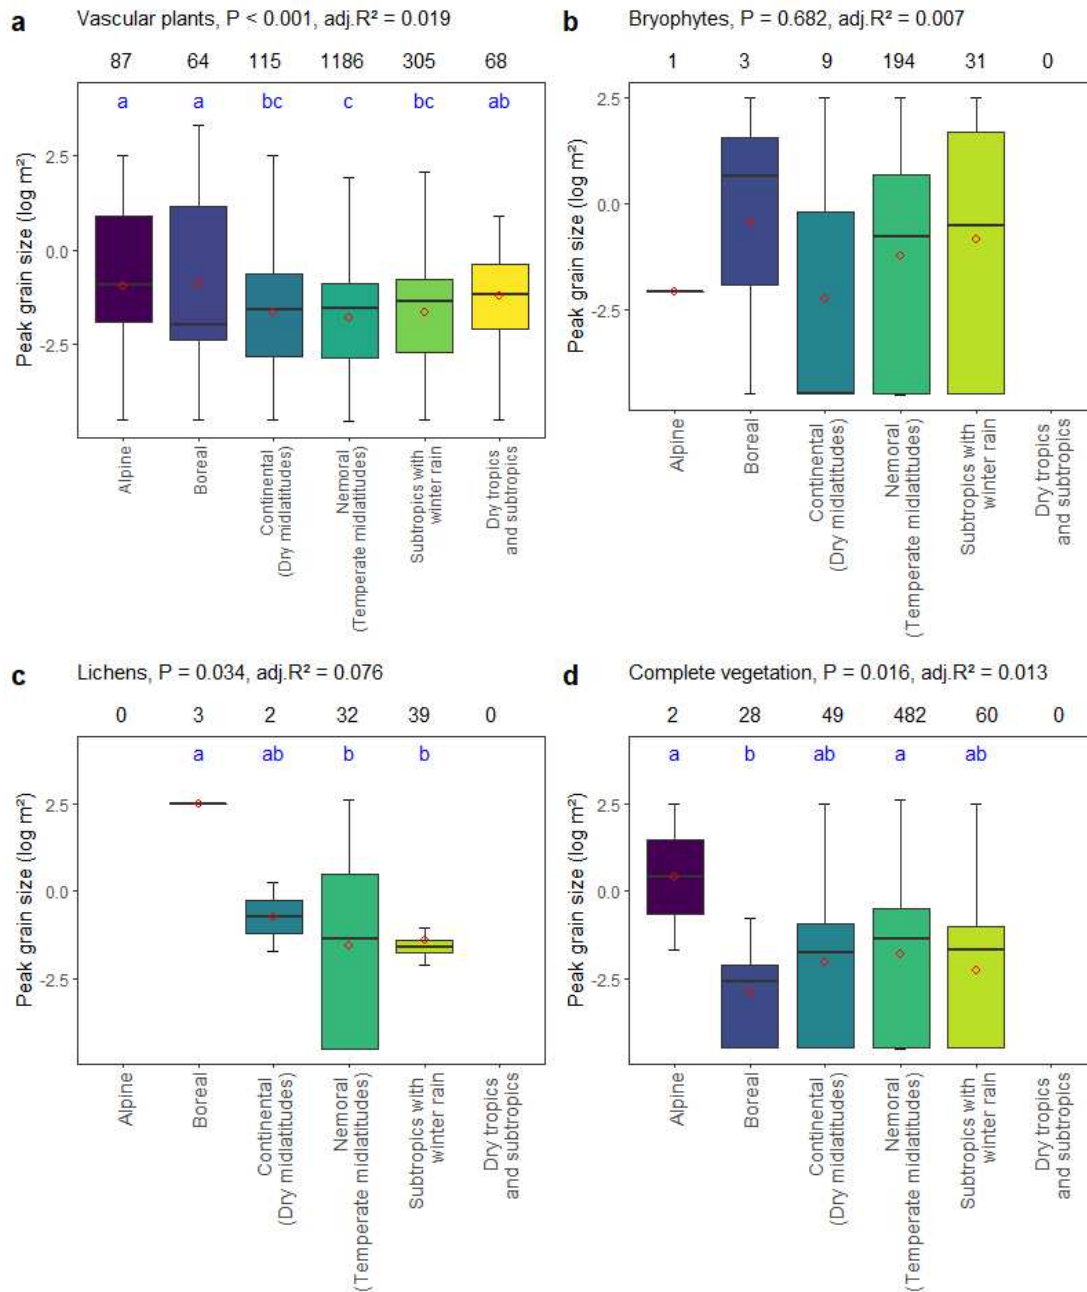 a
Vascular plants, P < 0.001, adj.R² = 0.019
87 64 115 1186 305 68
a a bc c bc ab
Peak grain size (log m²)
2.5
0.0
-2.5
Alpine
Boreal
Continental
(Dry midlatitudes)
Nemoral
(Temperate midlatitudes)
Subtropics with
winter rain
Dry tropics
and subtropics
b
Bryophytes, P = 0.682, adj.R² = 0.007
1 3 9 194 31 0
Peak grain size (log m²)
2.5
0.0
-2.5
Alpine
Boreal
Continental
(Dry midlatitudes)
Nemoral
(Temperate midlatitudes)
Subtropics with
winter rain
Dry tropics
and subtropics
c
Lichens, P = 0.034, adj.R² = 0.076
0 3 2 32 39 0
a ab b b
Peak grain size (log m²)
2.5
0.0
-2.5
Alpine
Boreal
Continental
(Dry midlatitudes)
Nemoral
(Temperate midlatitudes)
Subtropics with
winter rain
Dry tropics
and subtropics
d
Complete vegetation, P = 0.016, adj.R² = 0.013
2 28 49 482 60 0
a b ab a ab
Peak grain size (log m²)
2.5
0.0
-2.5
Alpine
Boreal
Continental
(Dry midlatitudes)
Nemoral
(Temperate midlatitudes)
Subtropics with
winter rain
Dry tropics
and subtropics